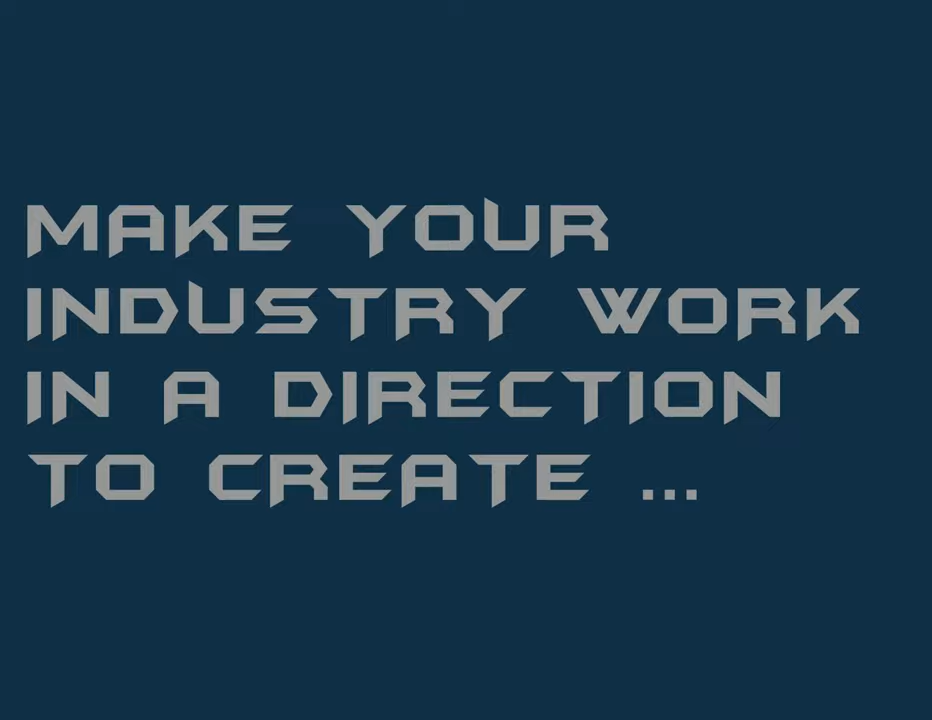 MAKE YOUR
INDUSTRY WORK
IN A DIRECTION
TO CREATE ...